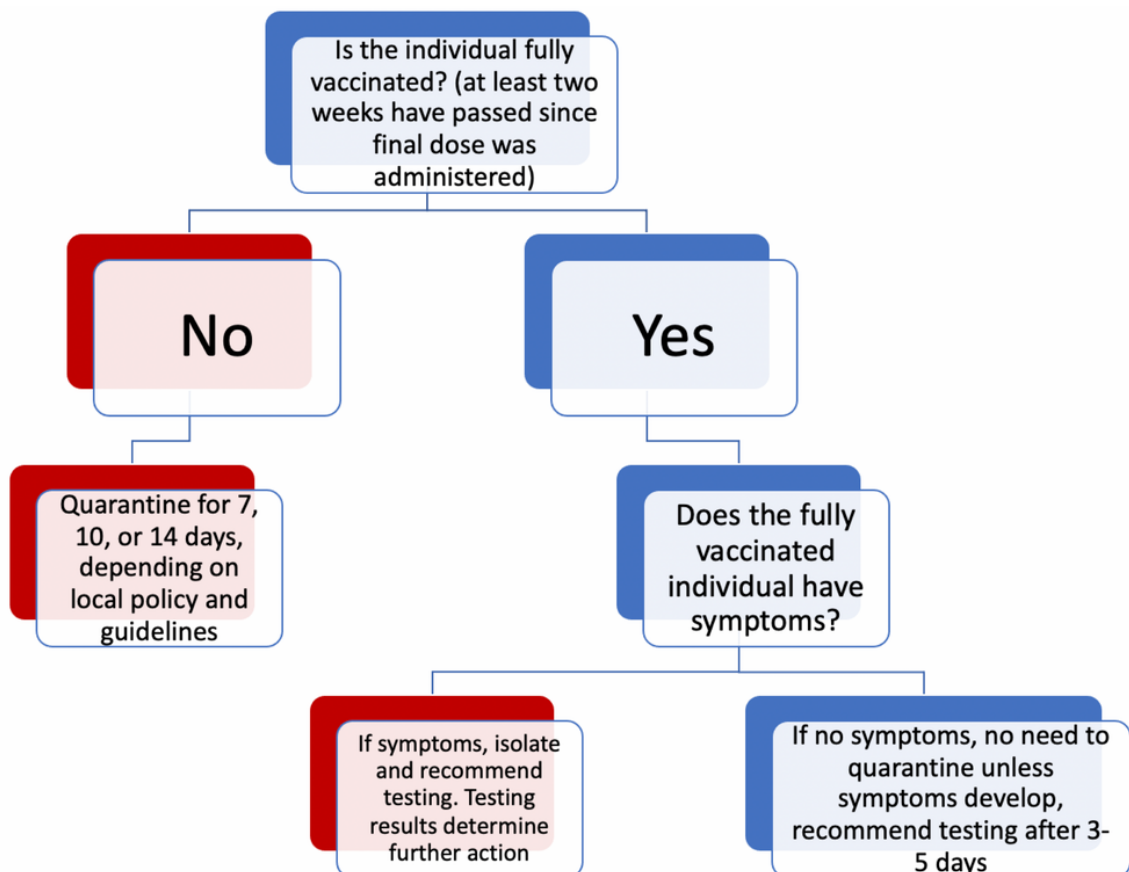 Is the individual fully
vaccinated? (at least two
weeks have passed since
final dose was
administered)
No
Yes
Quarantine for 7,
10, or 14 days,
depending on
local policy and
guidelines
Does the fully
vaccinated
individual have
symptoms?
If symptoms, isolate
and recommend
testing. Testing
results determine
further action
If no symptoms, no need to
quarantine unless
symptoms develop,
recommend testing after 3-
5 days